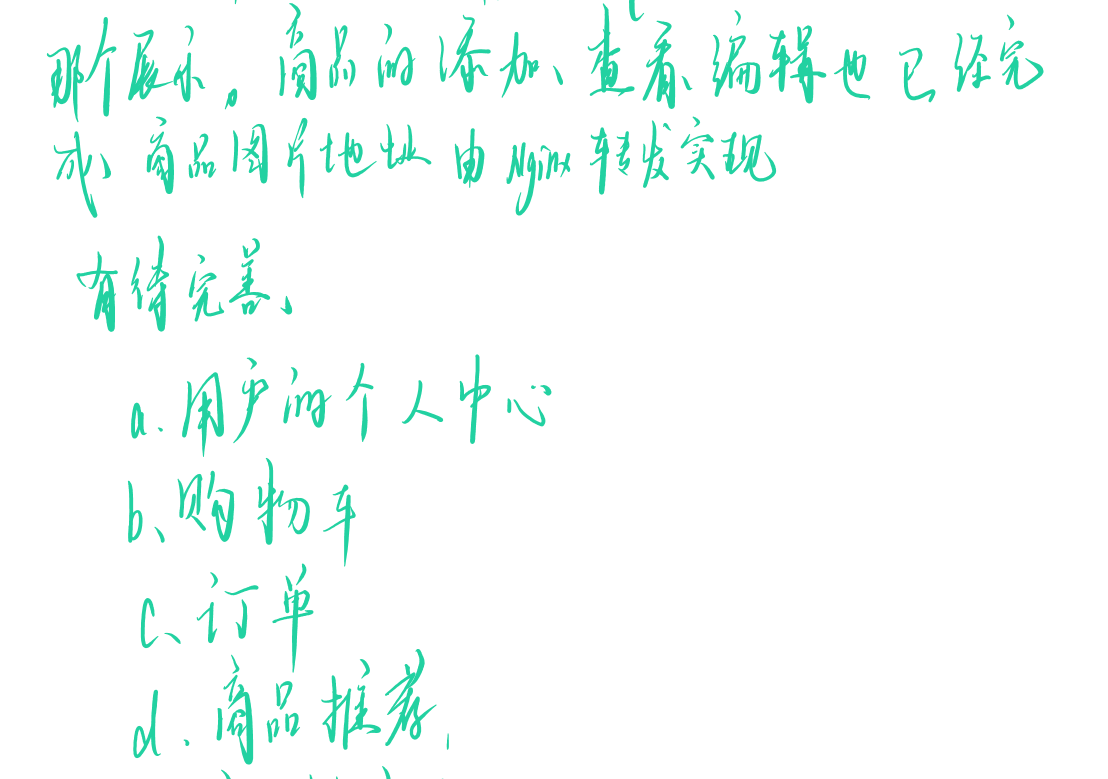 那个展示,商品的添加、查看、编辑也已经完
成、商品图片地址由Nginx转发实现
有待完善、
a.用户的个人中心
b、购物车
c、订单
d.商品推荐,